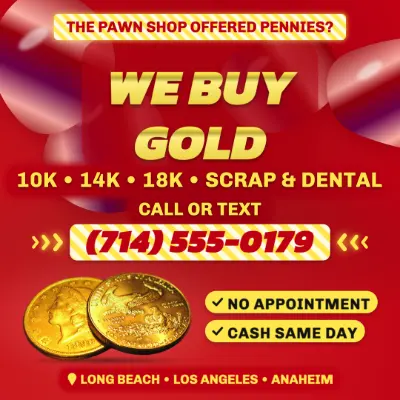 THE PAWN SHOP OFFERED PENNIES?
WE BUY
GOLD
10K • 14K • 18K • SCRAP & DENTAL
CALL OR TEXT
››› (714) 555-0179 ‹‹‹
✓ NO APPOINTMENT
✓ CASH SAME DAY
LONG BEACH • LOS ANGELES • ANAHEIM